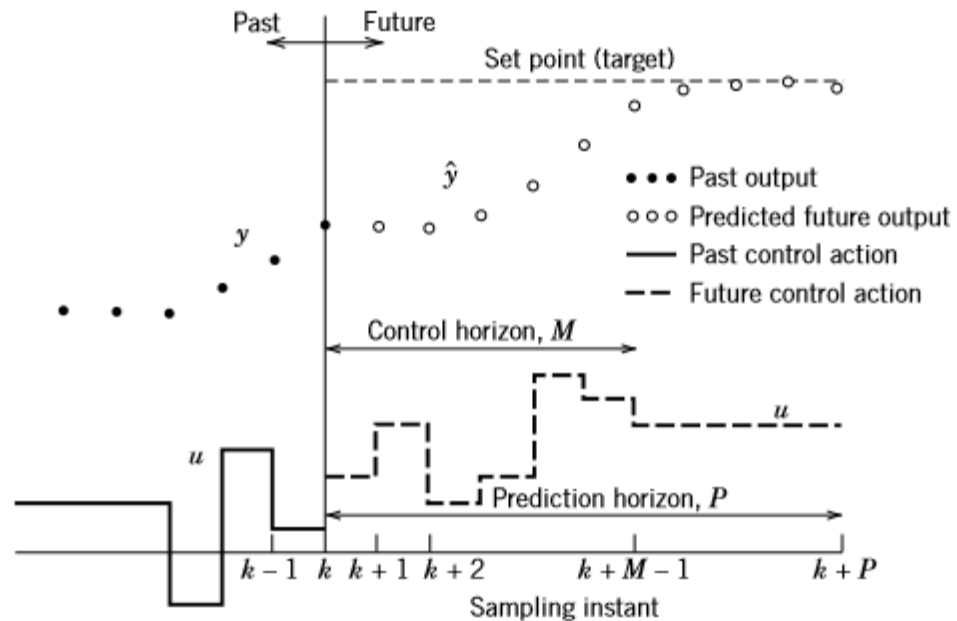 Past Future
Set point (target)
ŷ
Past output
y
Predicted future output
Past control action
Future control action
Control horizon, M
u
u
Prediction horizon, P
k – 1 k k + 1 k + 2 k + M – 1 k + P
Sampling instant